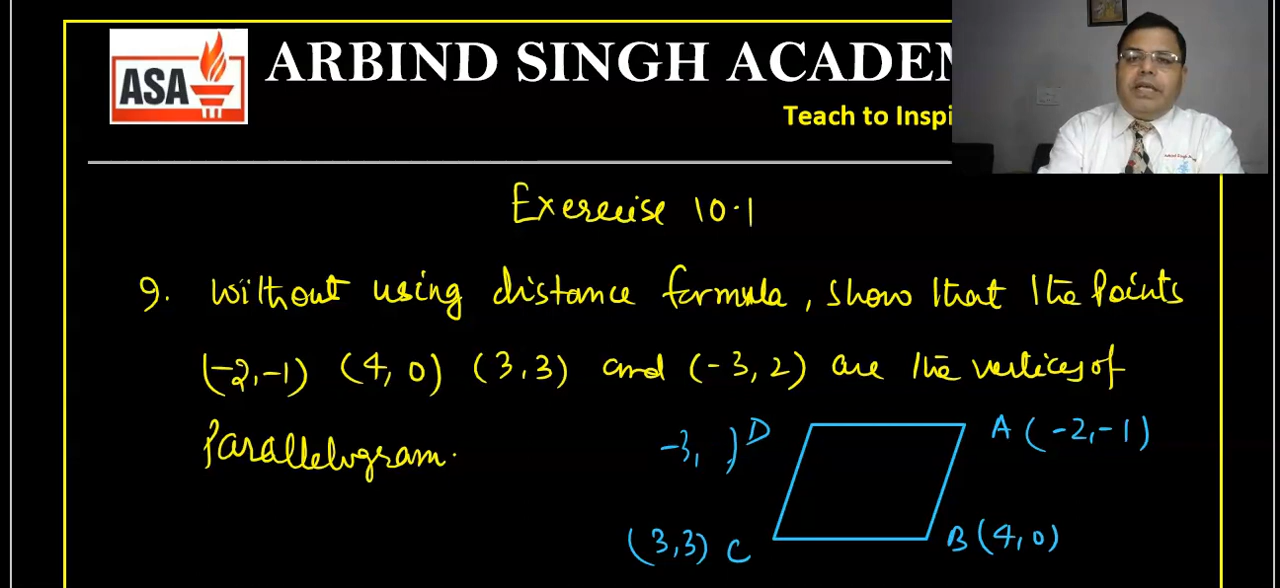 ASA
ARBIND SINGH ACADEM
Teach to Inspi
Exercise 10.1
9. Without using distance formula, show that the points
(-2,-1) (4, 0) (3,3) and (-3, 2) are the vertices of
Parallelogram.
-3, ) D
A (-2,-1)
(3,3) C
B (4, 0)